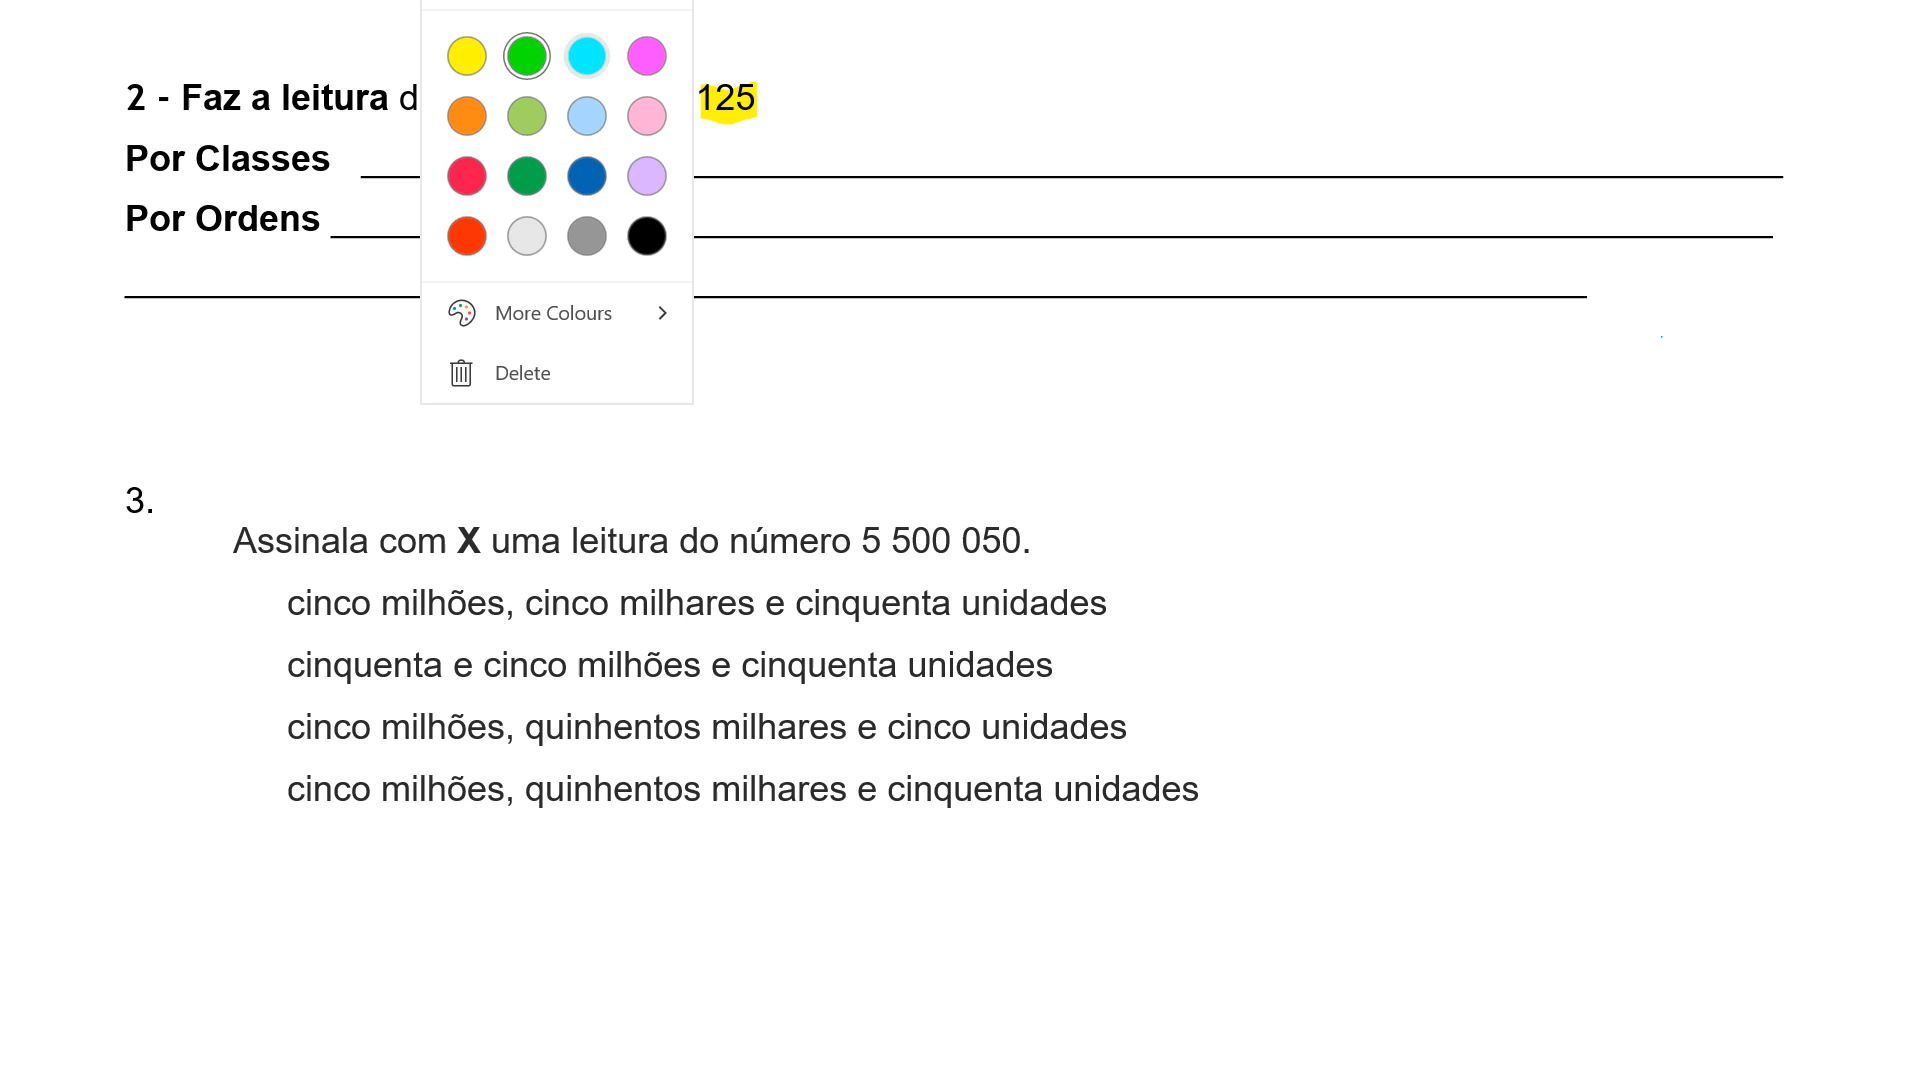 2 - Faz a leitura d 125
Por Classes
Por Ordens
More Colours
Delete
3.
Assinala com X uma leitura do número 5 500 050.
cinco milhões, cinco milhares e cinquenta unidades
cinquenta e cinco milhões e cinquenta unidades
cinco milhões, quinhentos milhares e cinco unidades
cinco milhões, quinhentos milhares e cinquenta unidades